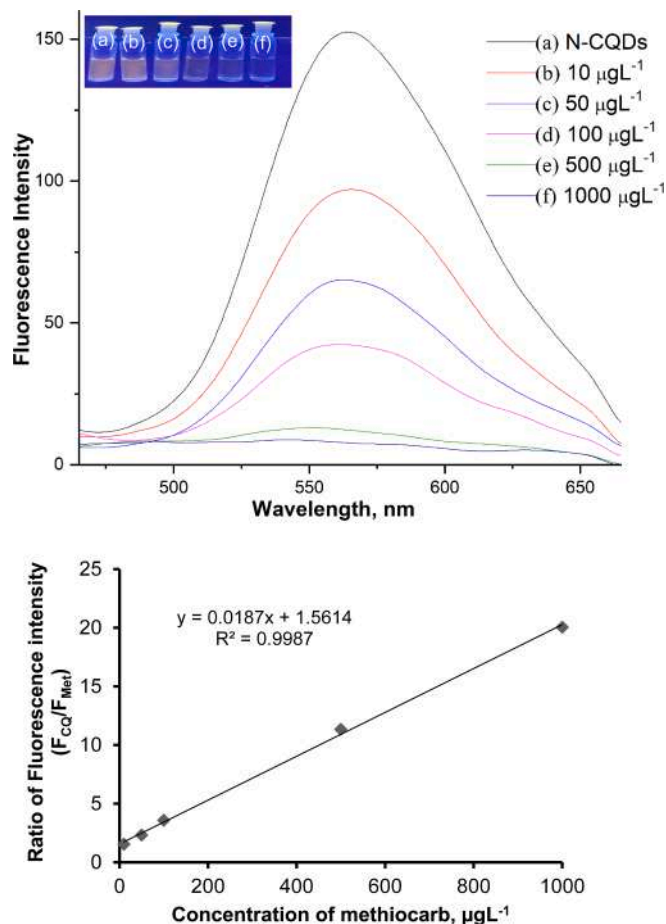 150
100
50
0
Fluorescence Intensity
(a) (b) (c) (d) (e) (f)
(a) N-CQDs
(b) 10 µgL⁻¹
(c) 50 µgL⁻¹
(d) 100 µgL⁻¹
(e) 500 µgL⁻¹
(f) 1000 µgL⁻¹
500 550 600 650
Wavelength, nm
Ratio of Fluorescence intensity
(F_CQ/F_Met)
25
20
15
10
5
0
y = 0.0187x + 1.5614
R² = 0.9987
0 200 400 600 800 1000
Concentration of methiocarb, µgL⁻¹